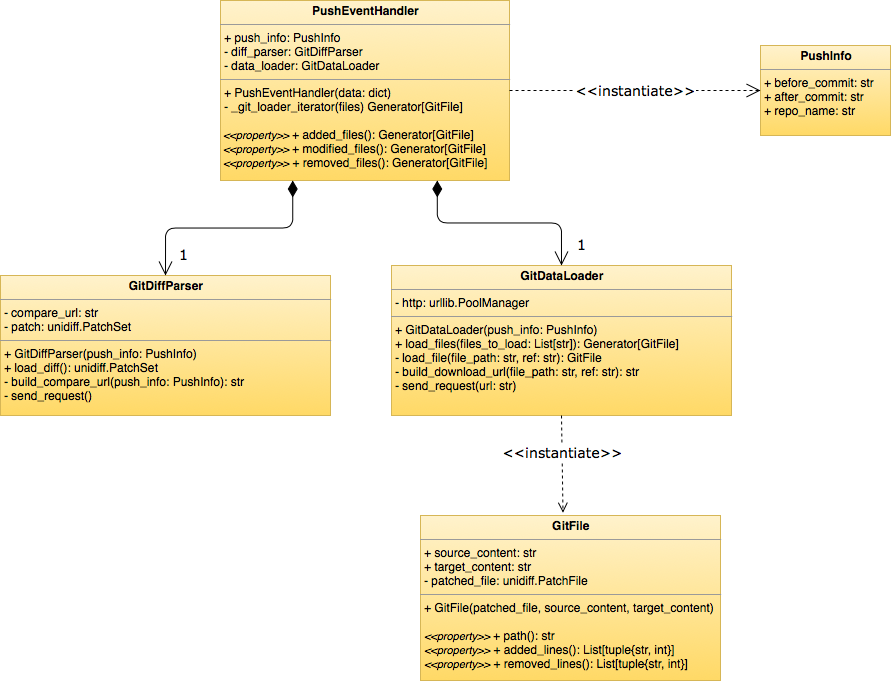 PushEventHandler
+ push_info: PushInfo
- diff_parser: GitDiffParser
- data_loader: GitDataLoader
+ PushEventHandler(data: dict)
- _git_loader_iterator(files) Generator[GitFile]
<<property>> + added_files(): Generator[GitFile]
<<property>> + modified_files(): Generator[GitFile]
<<property>> + removed_files(): Generator[GitFile]
<<instantiate>>
PushInfo
+ before_commit: str
+ after_commit: str
+ repo_name: str
1
1
GitDiffParser
- compare_url: str
- patch: unidiff.PatchSet
+ GitDiffParser(push_info: PushInfo)
+ load_diff(): unidiff.PatchSet
- build_compare_url(push_info: PushInfo): str
- send_request()
GitDataLoader
- http: urllib.PoolManager
+ GitDataLoader(push_info: PushInfo)
+ load_files(files_to_load: List[str]): Generator[GitFile]
- load_file(file_path: str, ref: str): GitFile
- build_download_url(file_path: str, ref: str): str
- send_request(url: str)
<<instantiate>>
GitFile
+ source_content: str
+ target_content: str
- patched_file: unidiff.PatchFile
+ GitFile(patched_file, source_content, target_content)
<<property>> + path(): str
<<property>> + added_lines(): List[tuple{str, int}]
<<property>> + removed_lines(): List[tuple{str, int}]